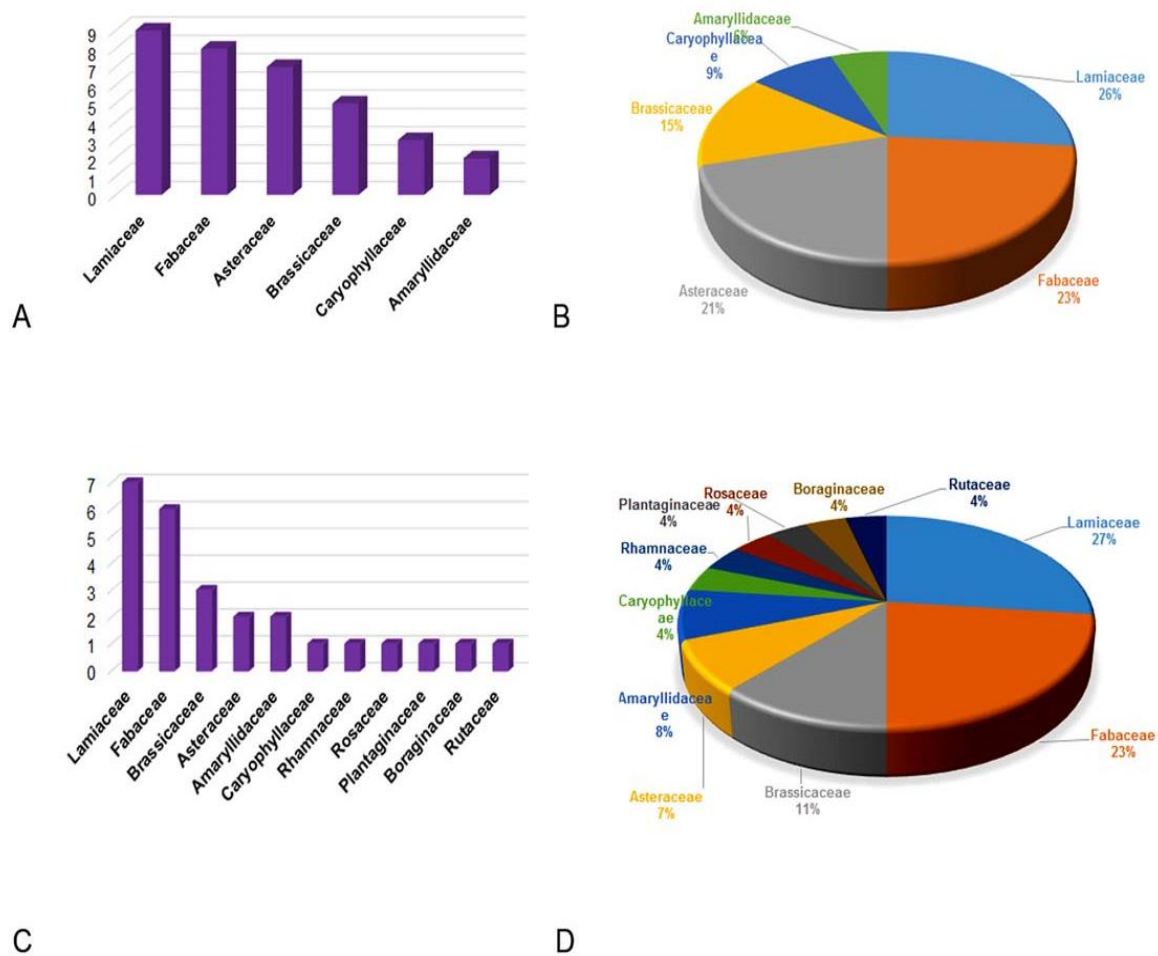 9
8
7
6
5
4
3
2
1
0
Lamiaceae
Fabaceae
Asteraceae
Brassicaceae
Caryophyllaceae
Amaryllidaceae
A
Amaryllidaceae
6%
Caryophyllacea
e
9%
Lamiaceae
26%
Brassicaceae
15%
Asteraceae
21%
Fabaceae
23%
B
7
6
5
4
3
2
1
0
Lamiaceae
Fabaceae
Brassicaceae
Asteraceae
Amaryllidaceae
Caryophyllaceae
Rhamnaceae
Rosaceae
Plantaginaceae
Boraginaceae
Rutaceae
C
Rutaceae
4%
Boraginaceae
4%
Rosaceae
4%
Plantaginaceae
4%
Lamiaceae
27%
Rhamnaceae
4%
Caryophyllace
ae
4%
Amaryllidacea
e
8%
Fabaceae
23%
Asteraceae
7%
Brassicaceae
11%
D